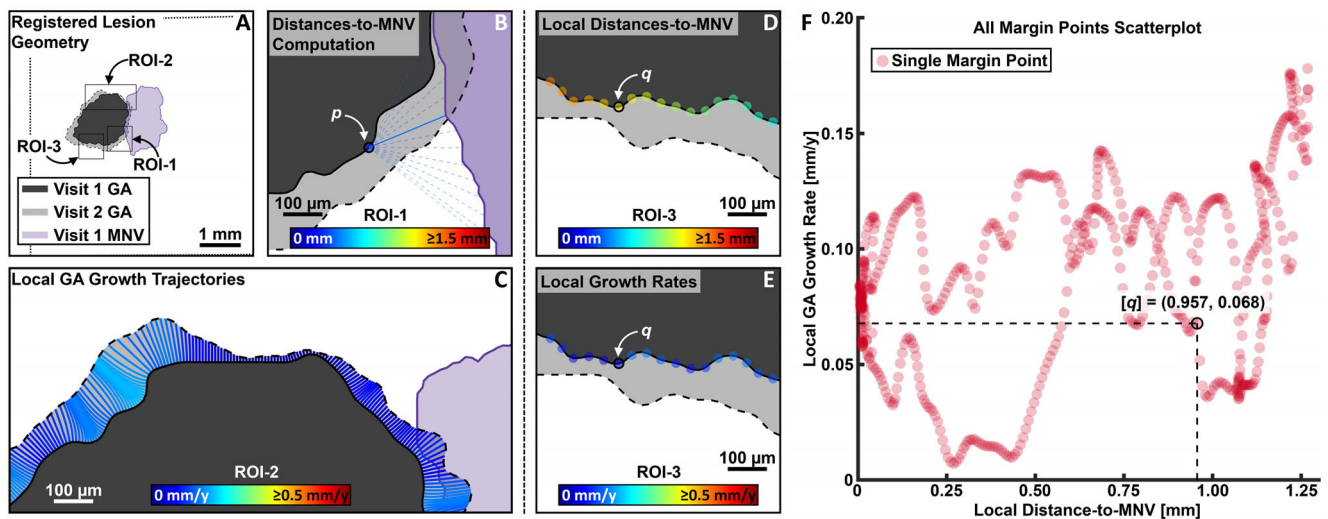 Registered Lesion
Geometry
A
ROI-2
ROI-3
ROI-1
Visit 1 GA
Visit 2 GA
Visit 1 MNV
1 mm
Distances-to-MNV
Computation
B
p
100 µm
ROI-1
0 mm
≥1.5 mm
Local GA Growth Trajectories
C
ROI-2
100 µm
0 mm/y
≥0.5 mm/y
Local Distances-to-MNV
D
q
ROI-3
100 µm
0 mm
≥1.5 mm
Local Growth Rates
E
q
ROI-3
100 µm
0 mm/y
≥0.5 mm/y
F
All Margin Points Scatterplot
Single Margin Point
[q] = (0.957, 0.068)
Local GA Growth Rate [mm/y]
0.20
0.15
0.10
0.05
0
0
0.25
0.50
0.75
1.00
1.25
Local Distance-to-MNV [mm]